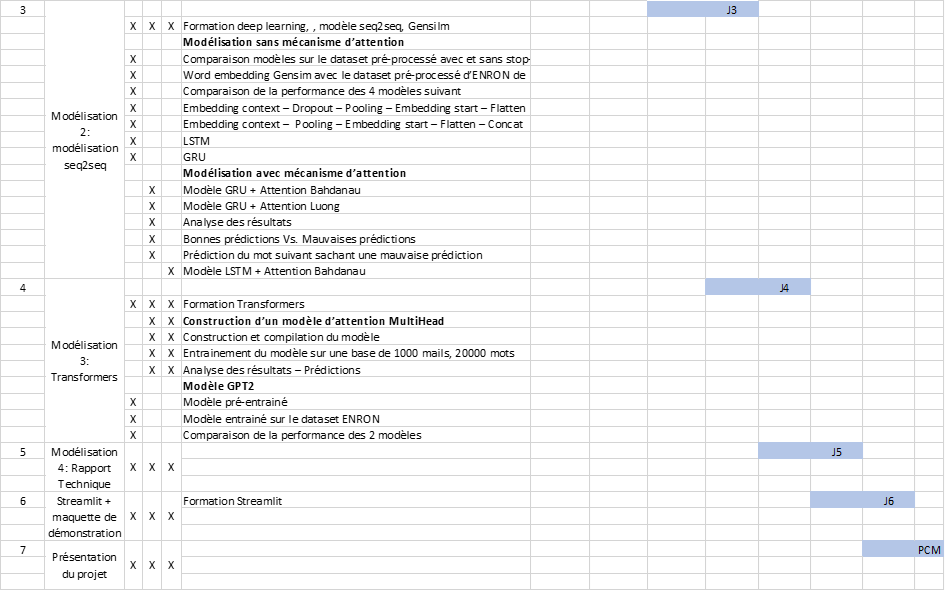 3 J3
X X X Formation deep learning, , modèle seq2seq, Gensilm
Modélisation sans mécanisme d’attention
X Comparaison modèles sur le dataset pré-processé avec et sans stop-
X Word embedding Gensim avec le dataset pré-processé d’ENRON de
X Comparaison de la performance des 4 modèles suivant
X Embedding context – Dropout – Pooling – Embedding start – Flatten
X Embedding context – Pooling – Embedding start – Flatten – Concat
X LSTM
X GRU
Modélisation
2:
modélisation
seq2seq
Modélisation avec mécanisme d’attention
X Modèle GRU + Attention Bahdanau
X Modèle GRU + Attention Luong
X Analyse des résultats
X Bonnes prédictions Vs. Mauvaises prédictions
X Prédiction du mot suivant sachant une mauvaise prédiction
X Modèle LSTM + Attention Bahdanau
4 J4
X X X Formation Transformers
X X Construction d’un modèle d’attention MultiHead
X X Construction et compilation du modèle
X X Entrainement du modèle sur une base de 1000 mails, 20000 mots
X X Analyse des résultats – Prédictions
Modélisation
3:
Transformers
Modèle GPT2
X Modèle pré-entrainé
X Modèle entrainé sur le dataset ENRON
X Comparaison de la performance des 2 modèles
5 J5
Modélisation
4: Rapport
Technique
X X X
6 Formation Streamlit J6
Streamlit +
maquette de
démonstration
X X X
7 PCM
Présentation
du projet
X X X